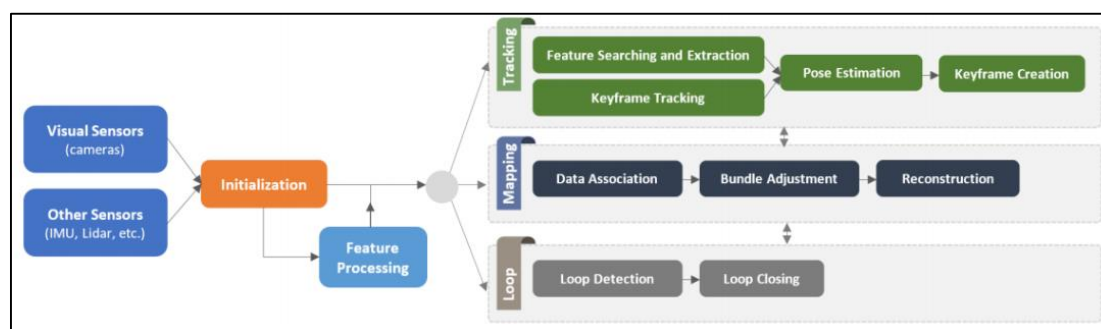 Visual Sensors
(cameras)
Other Sensors
(IMU, Lidar, etc.)
Initialization
Feature
Processing
Tracking
Feature Searching and Extraction
Keyframe Tracking
Pose Estimation
Keyframe Creation
Mapping
Data Association
Bundle Adjustment
Reconstruction
Loop
Loop Detection
Loop Closing